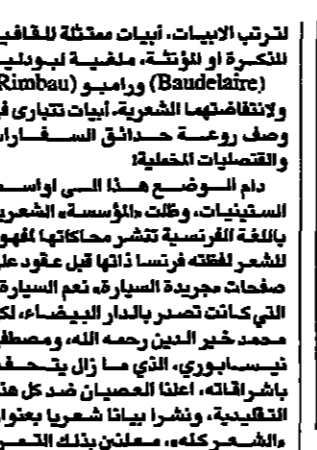 لترتب الابيات. أبيات ممتثلة للقافية
للذكرة او المؤنثة، ملغية لبودلير
(Baudelaire) ورامبو (Rimbau)
ولانتفاضتهما الشعرية. أبيات تتبارى في
وصف روعة حدائق السفارات
والقنصليات المخملية!
دام الوضع هذا الى اواسط
الستينيات، وظلت «المؤسسة» الشعرية
باللغة الفرنسية تنشر محاكاتها لمفهوم
للشعر لفظته فرنسا ذاتها قبل عقود على
صفحات «جريدة السيارة». نعم السيارة
التي كانت تصدر بالدار البيضاء، لكن
محمد خير الدين رحمه الله، ومصطفى
نيسابوري، الذي ما زال يتحفنا
باشراقاته، اعلنا العصيان ضد كل هذه
التقليدية، ونشرا بيانا شعريا بعنوان
«الشعر كله»، معلنين بذلك